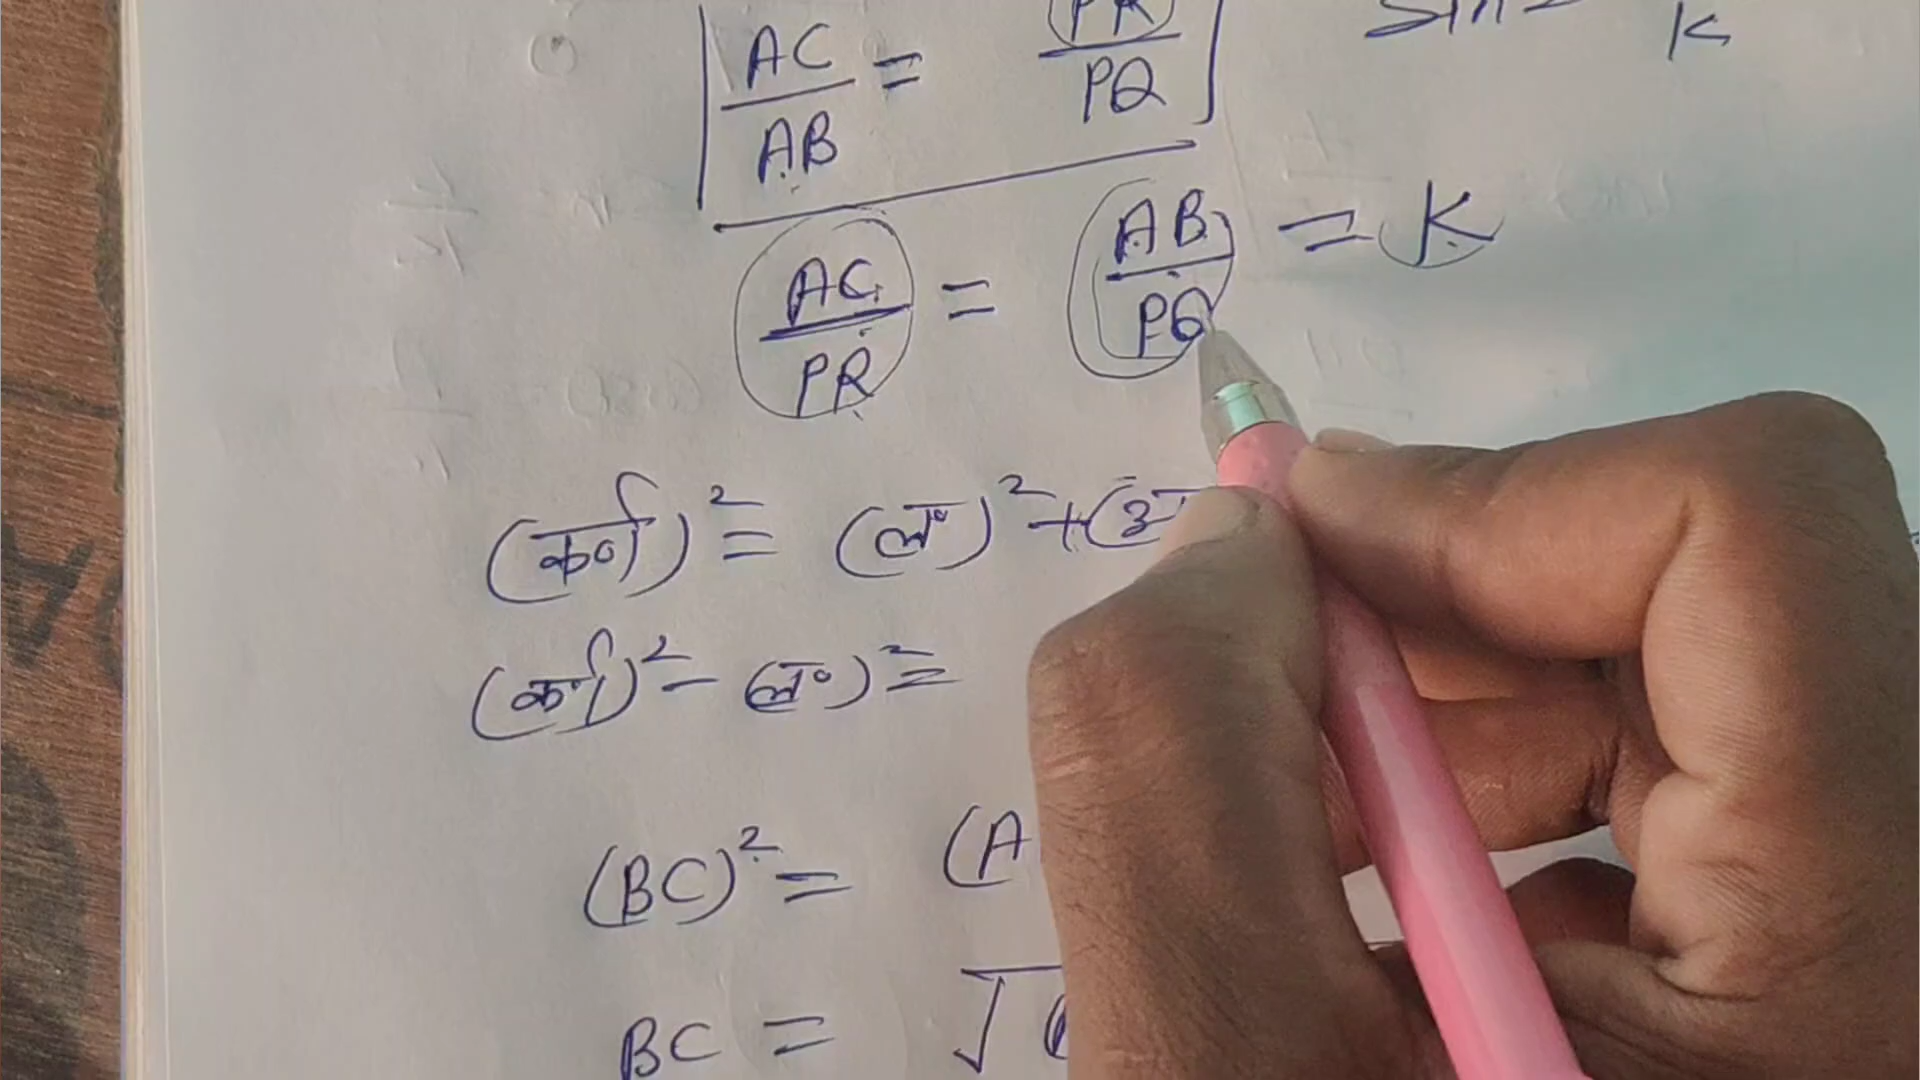 AC/AB = PR/PQ
K
AC/PR = AB/PQ = K
(कर्ण)² = (लं०)² + (
(कर्ण)² - (लं०)² =
(BC)² = (A
BC = √(